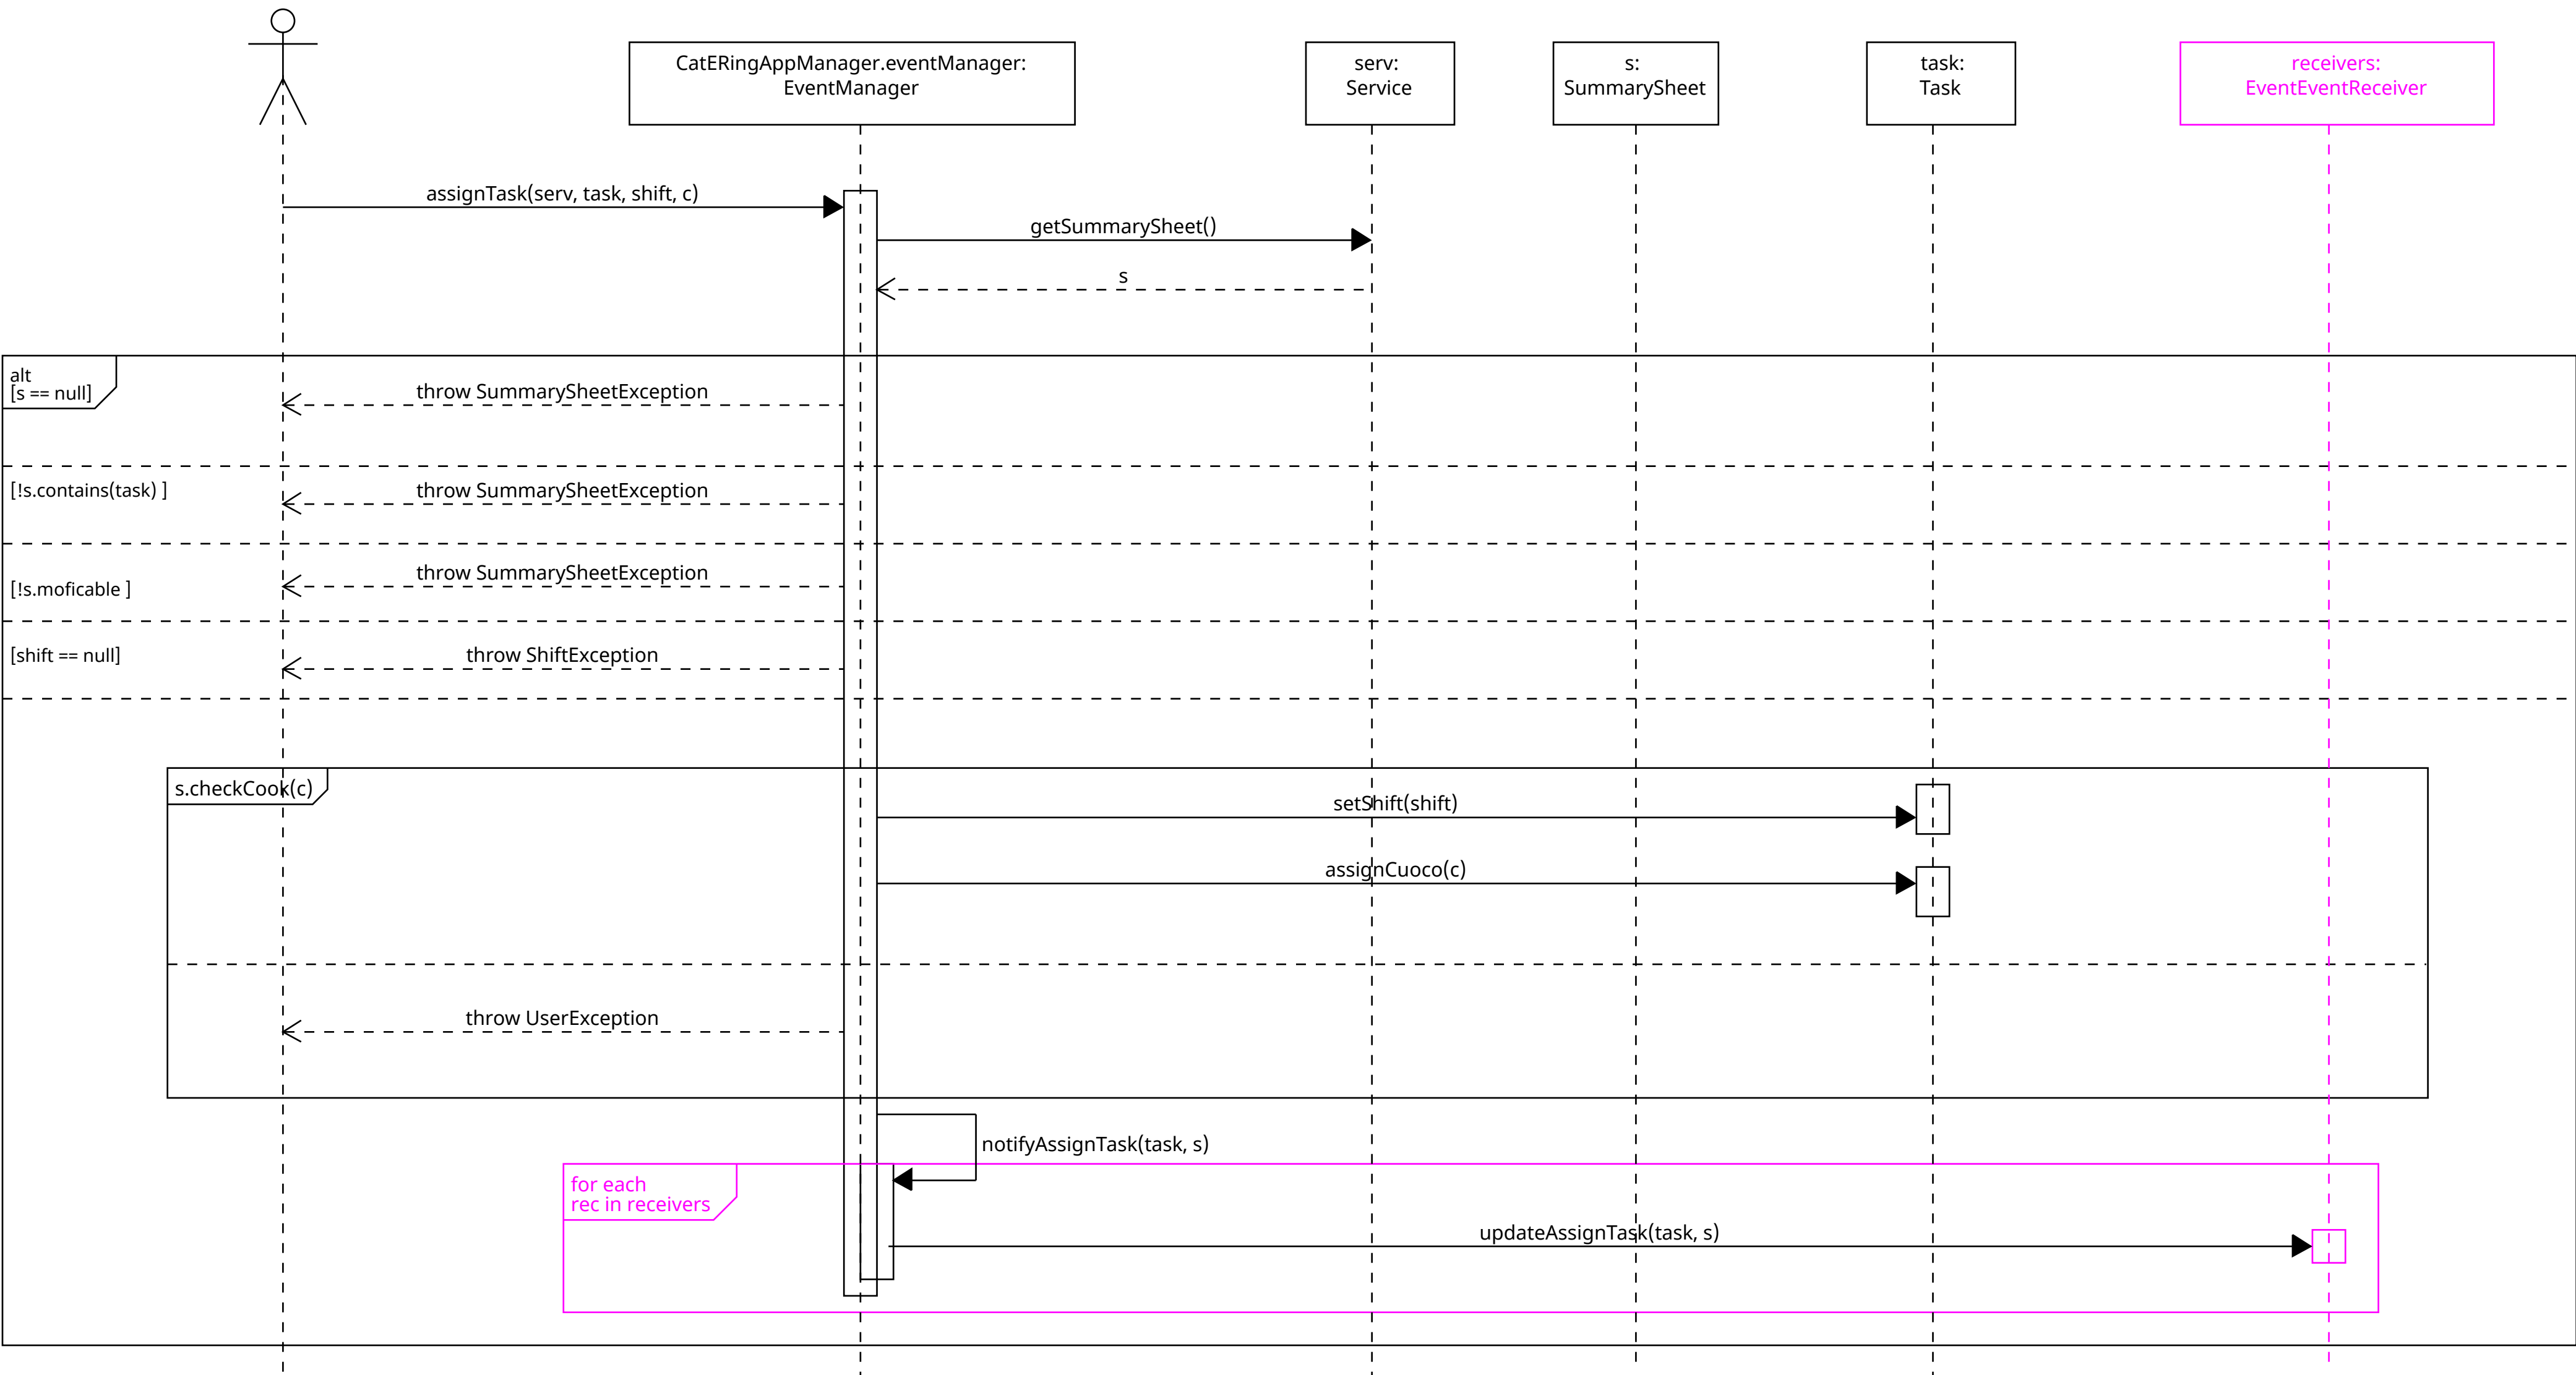 CatERingAppManager.eventManager:
EventManager
serv:
Service
s:
SummarySheet
task:
Task
receivers:
EventEventReceiver
assignTask(serv, task, shift, c)
getSummarySheet()
s
alt
[s == null]
throw SummarySheetException
[!s.contains(task) ]
throw SummarySheetException
[!s.moficable ]
throw SummarySheetException
[shift == null]
throw ShiftException
s.checkCook(c)
setShift(shift)
assignCuoco(c)
throw UserException
notifyAssignTask(task, s)
for each
rec in receivers
updateAssignTask(task, s)